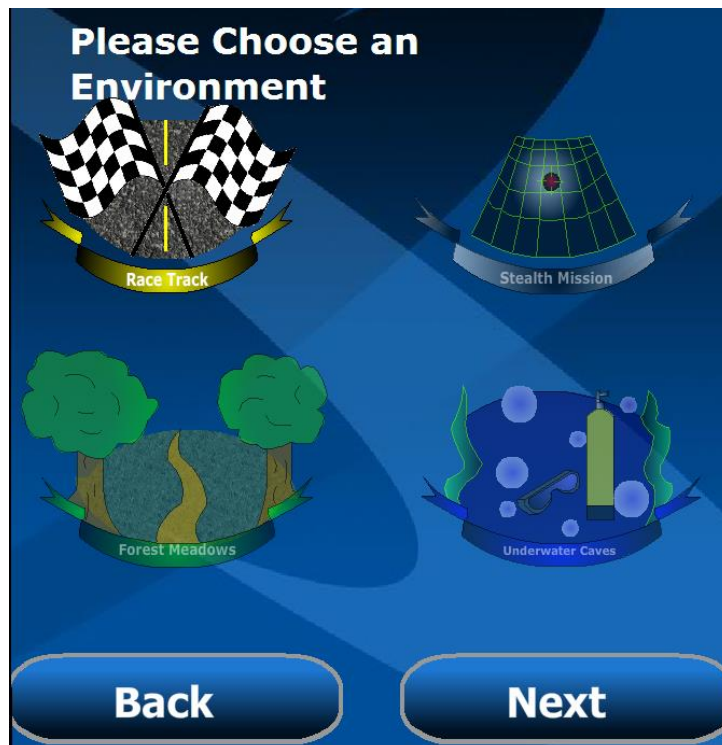 Please Choose an
Environment
Race Track
Stealth Mission
Forest Meadows
Underwater Caves
Back
Next